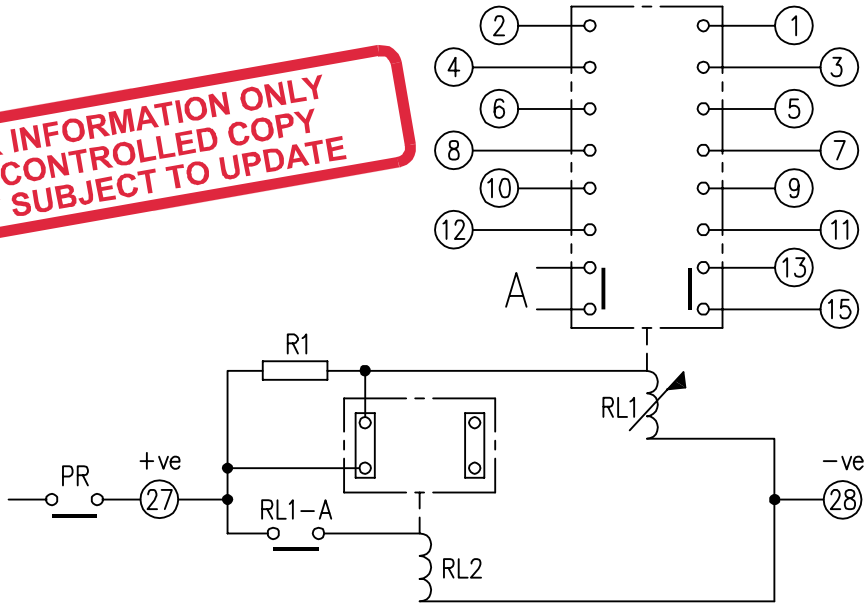 2 1
4 3
6 5
8 7
10 9
12 11
A 13
15
INFORMATION ONLY
CONTROLLED COPY
SUBJECT TO UPDATE
R1
RL1
PR +ve 27
RL1-A
RL2
-ve 28